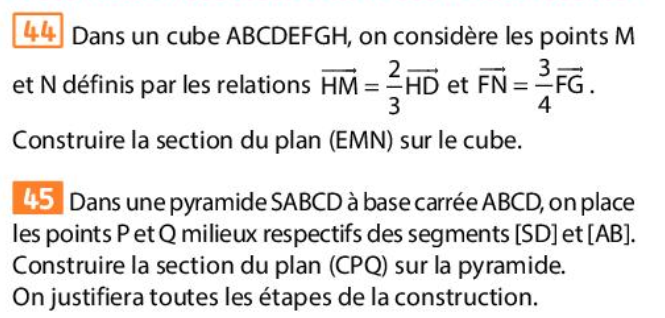 44 Dans un cube ABCDEFGH, on considère les points M
et N définis par les relations $\overrightarrow{HM} = \frac{2}{3}\overrightarrow{HD}$ et $\overrightarrow{FN} = \frac{3}{4}\overrightarrow{FG}$.
Construire la section du plan (EMN) sur le cube.
45 Dans une pyramide SABCD à base carrée ABCD, on place
les points P et Q milieux respectifs des segments [SD] et [AB].
Construire la section du plan (CPQ) sur la pyramide.
On justifiera toutes les étapes de la construction.